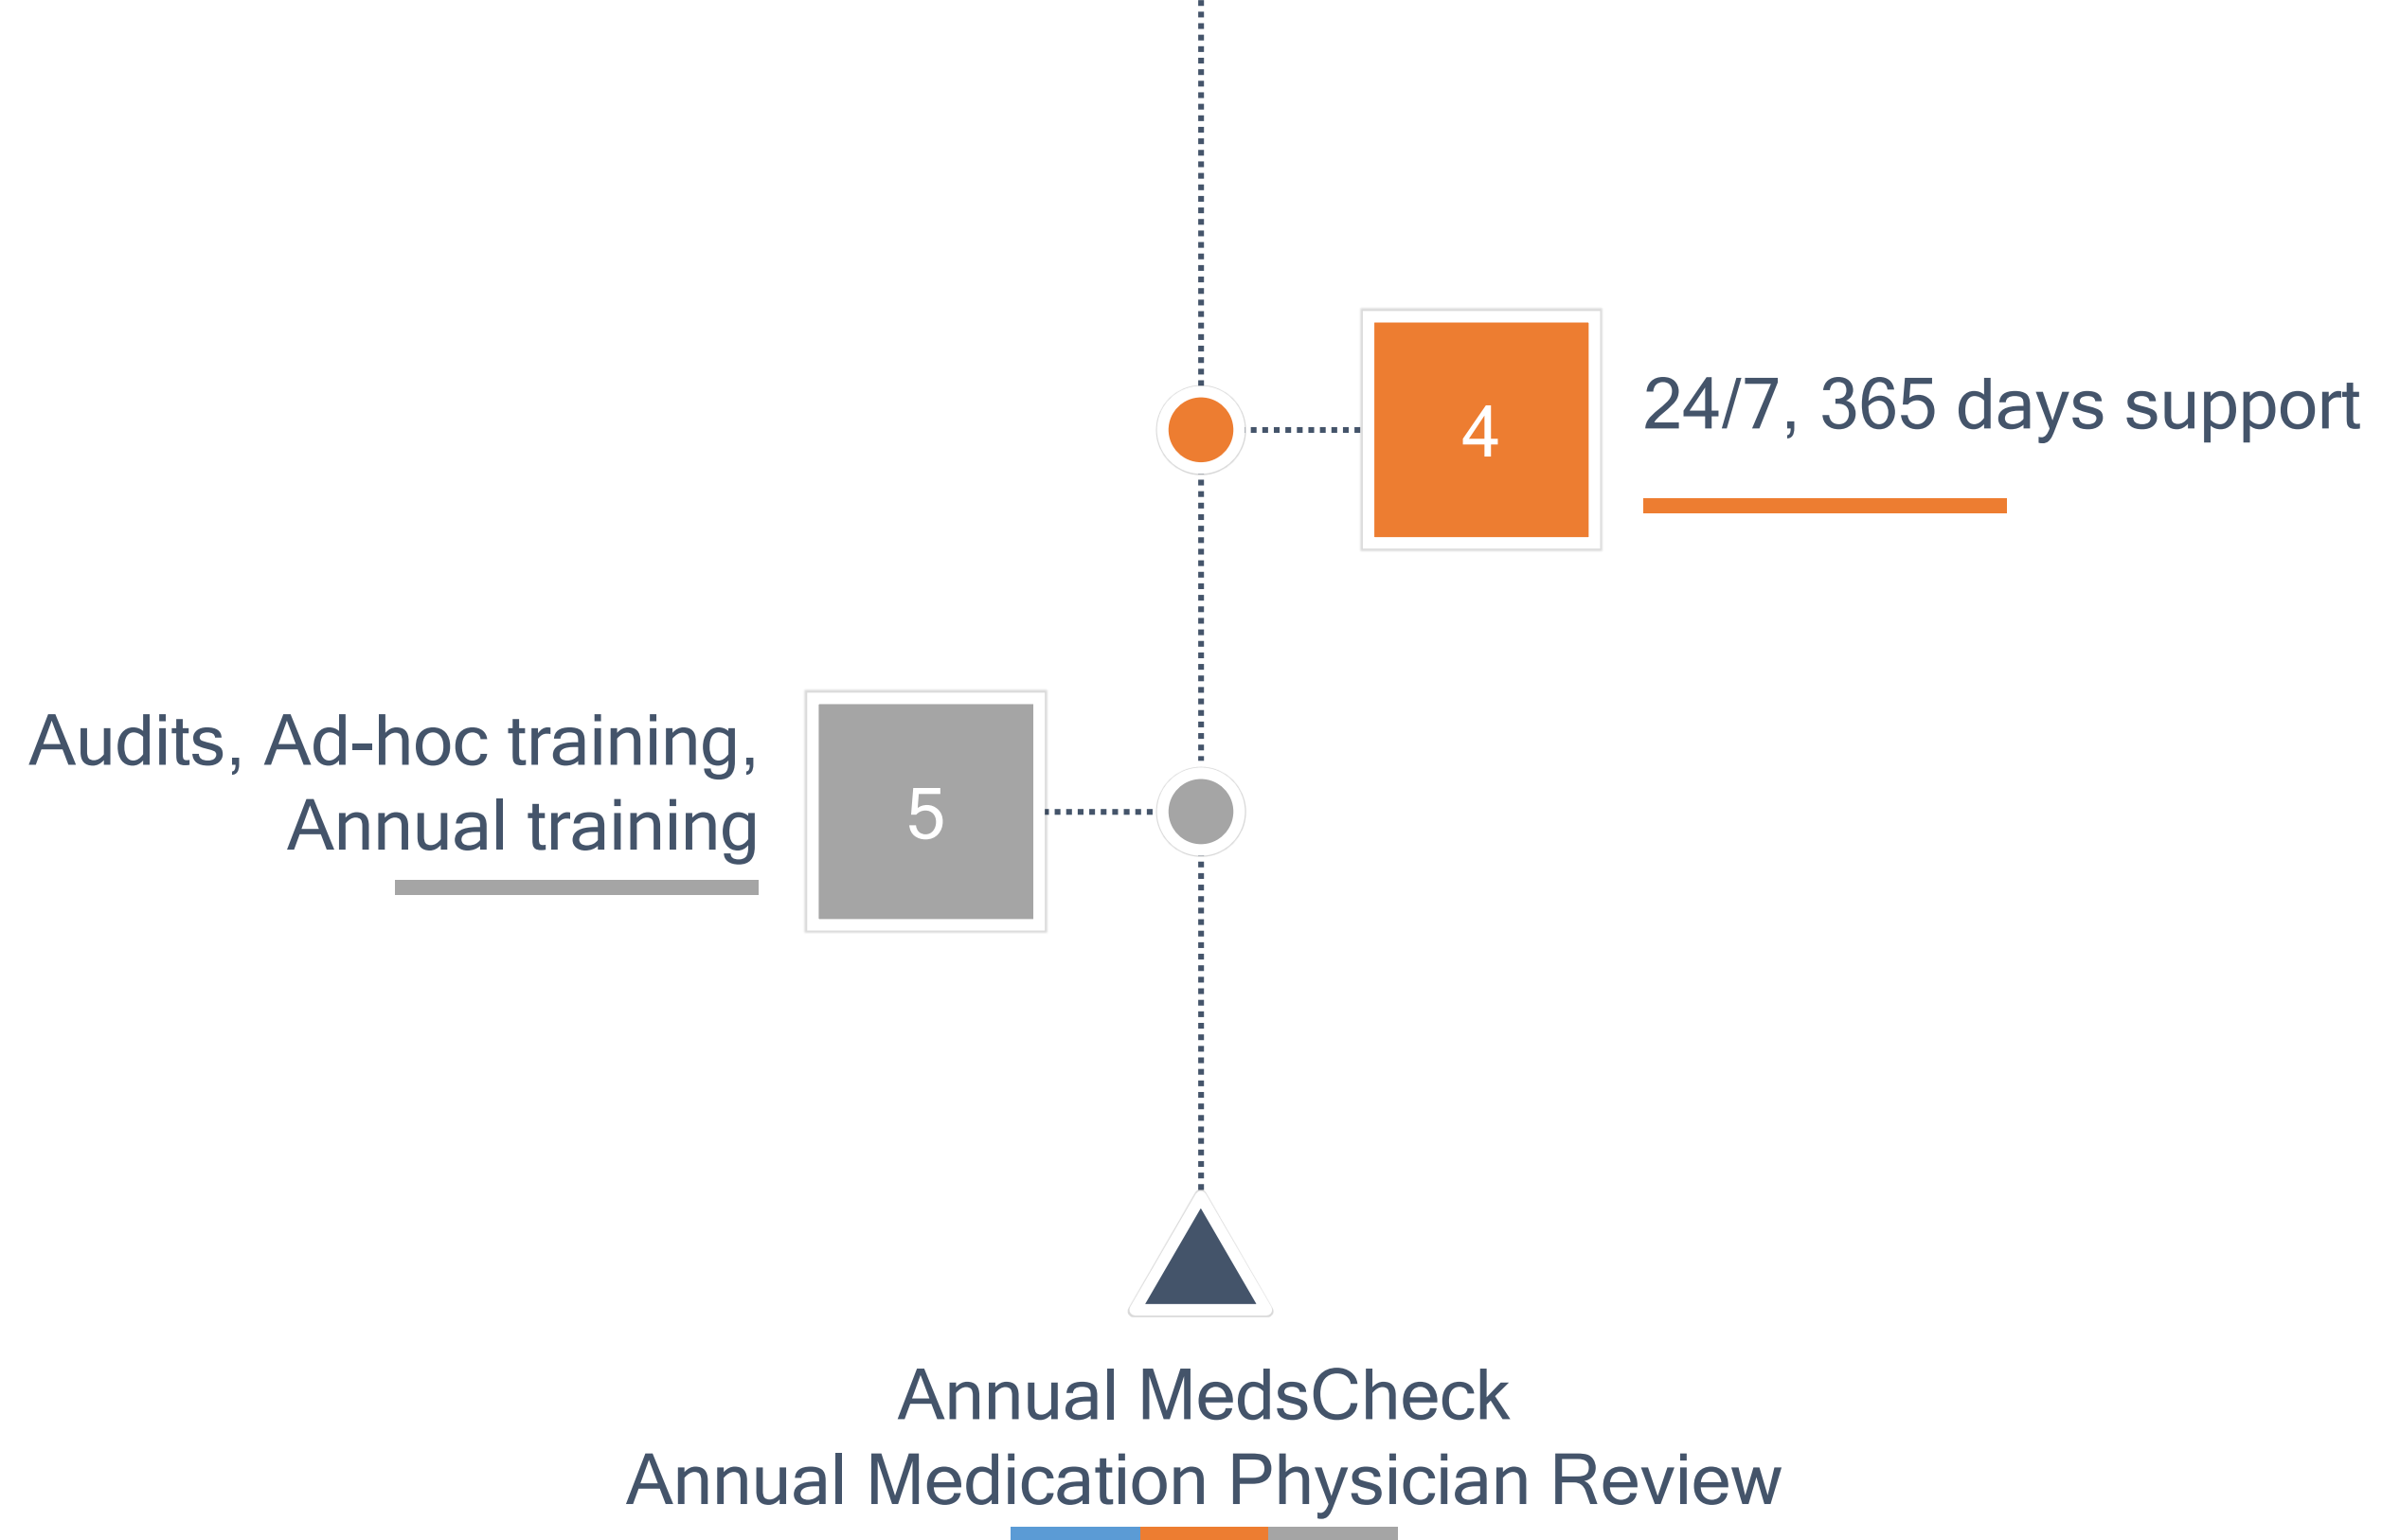 4
24/7, 365 days support
Audits, Ad-hoc training,
Annual training
5
Annual MedsCheck
Annual Medication Physician Review